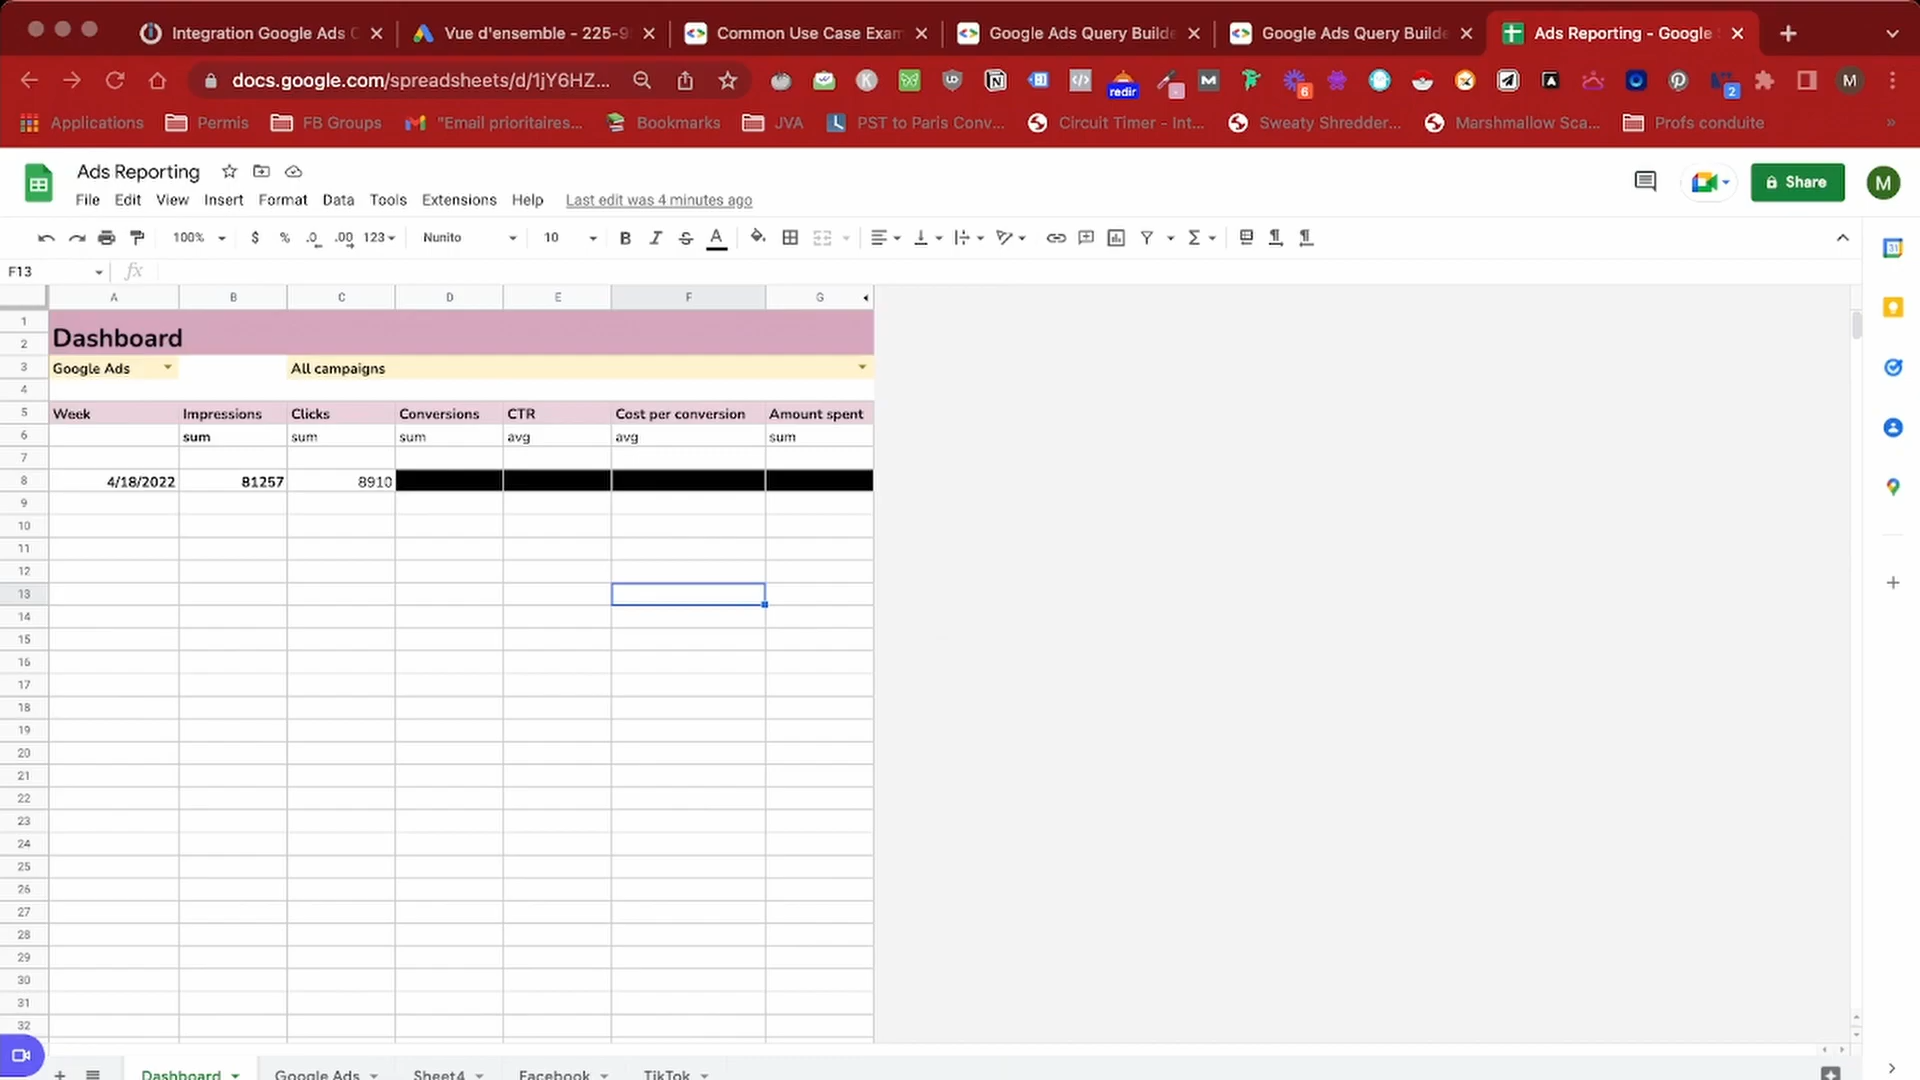 Integration Google Ads
Vue d'ensemble - 225-9
Common Use Case Exam
Google Ads Query Builde
Google Ads Query Builde
Ads Reporting - Google
docs.google.com/spreadsheets/d/1jY6HZ...
redir
6
2
M
Applications
Permis
FB Groups
"Email prioritaires...
Bookmarks
JVA
PST to Paris Conv...
Circuit Timer - Int...
Sweaty Shredder...
Marshmallow Sca...
Profs conduite
»
Ads Reporting
Share
M
File Edit View Insert Format Data Tools Extensions Help Last edit was 4 minutes ago
100% $ % .0 .00 123 Nunito 10 B I S A
F13 fx
A B C D E F G
1
Dashboard
2
3 Google Ads All campaigns
4
5 Week Impressions Clicks Conversions CTR Cost per conversion Amount spent
6 sum sum sum avg avg sum
7
8 4/18/2022 81257 8910
9
10
11
12
13
14
15
16
17
18
19
20
21
22
23
24
25
26
27
28
29
30
31
32
Dashboard Google Ads Sheet4 Facebook TikTok